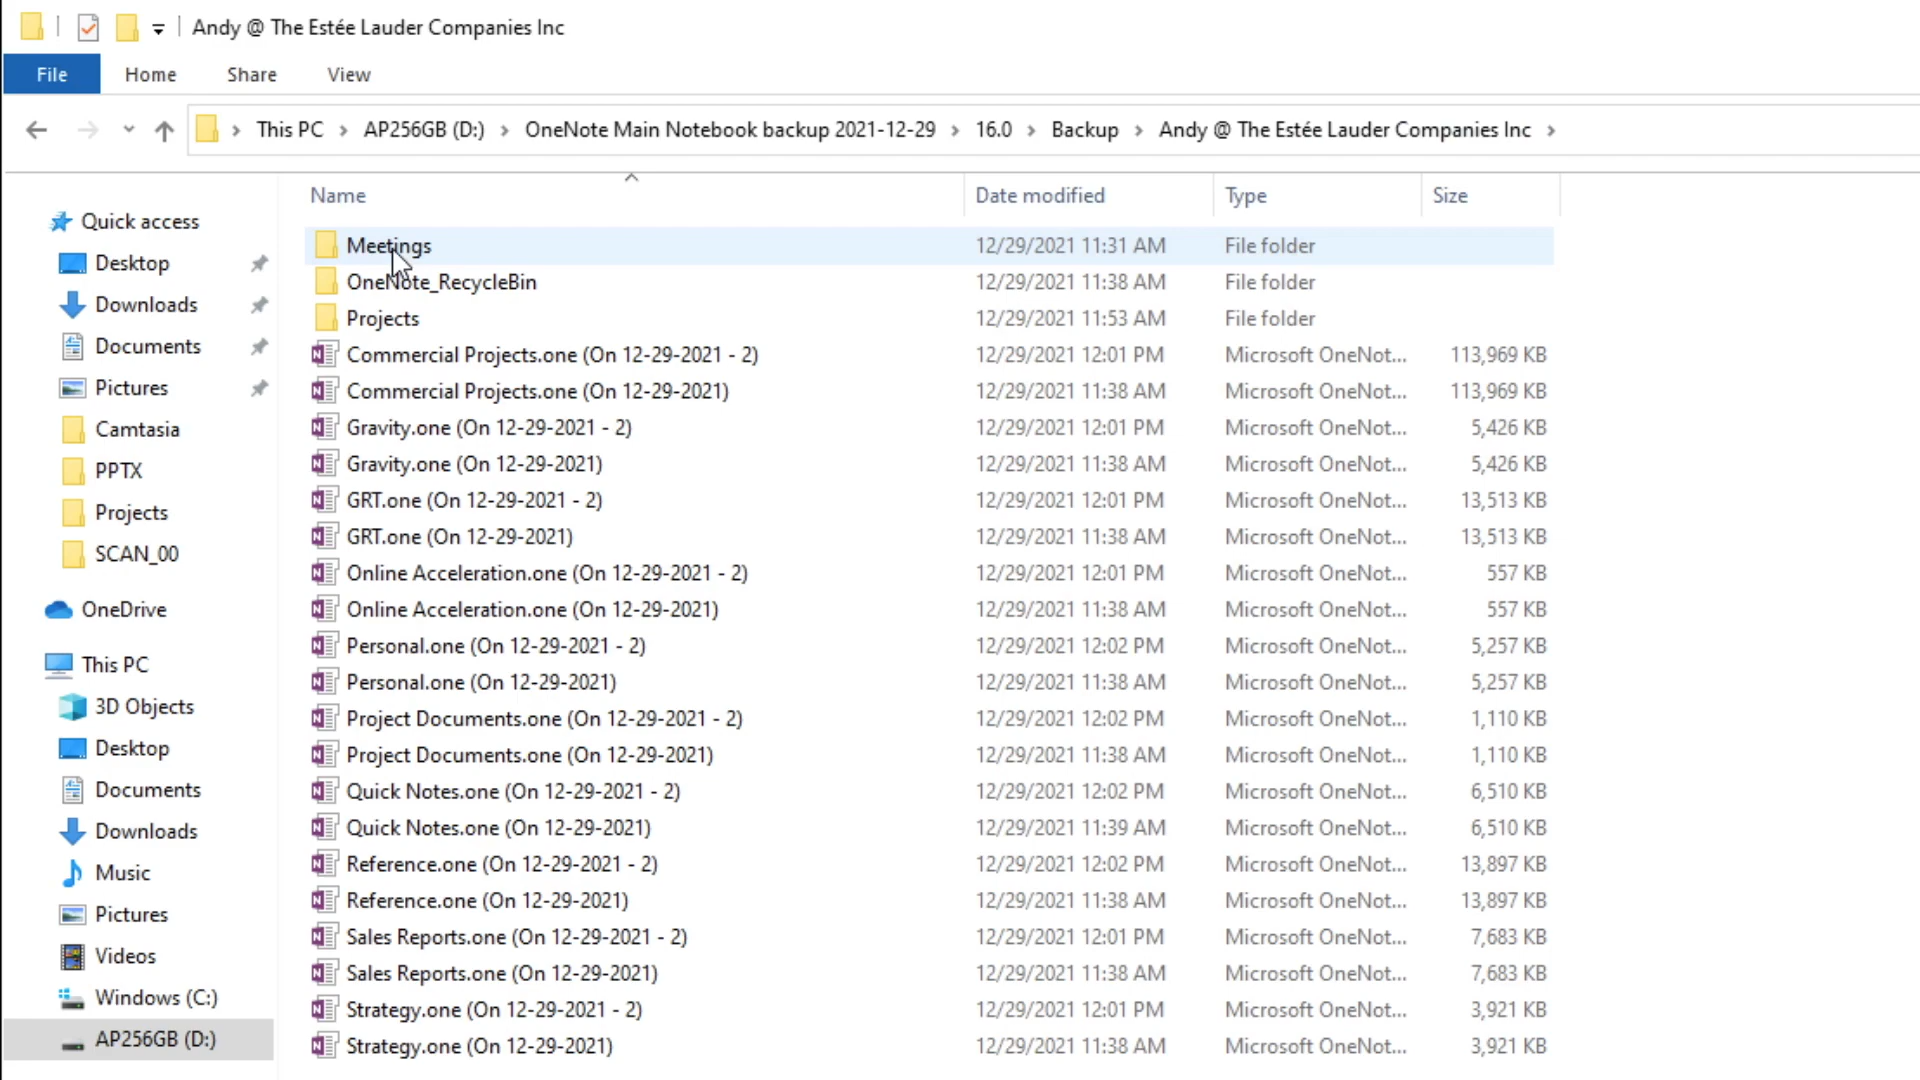 Andy @ The Estée Lauder Companies Inc
File Home Share View
This PC AP256GB (D:) OneNote Main Notebook backup 2021-12-29 16.0 Backup Andy @ The Estée Lauder Companies Inc
Name Date modified Type Size
Quick access
Desktop
Downloads
Documents
Pictures
Camtasia
PPTX
Projects
SCAN_00
OneDrive
This PC
3D Objects
Desktop
Documents
Downloads
Music
Pictures
Videos
Windows (C:)
AP256GB (D:)
Meetings 12/29/2021 11:31 AM File folder
OneNote_RecycleBin 12/29/2021 11:38 AM File folder
Projects 12/29/2021 11:53 AM File folder
Commercial Projects.one (On 12-29-2021 - 2) 12/29/2021 12:01 PM Microsoft OneNot... 113,969 KB
Commercial Projects.one (On 12-29-2021) 12/29/2021 11:38 AM Microsoft OneNot... 113,969 KB
Gravity.one (On 12-29-2021 - 2) 12/29/2021 12:01 PM Microsoft OneNot... 5,426 KB
Gravity.one (On 12-29-2021) 12/29/2021 11:38 AM Microsoft OneNot... 5,426 KB
GRT.one (On 12-29-2021 - 2) 12/29/2021 12:01 PM Microsoft OneNot... 13,513 KB
GRT.one (On 12-29-2021) 12/29/2021 11:38 AM Microsoft OneNot... 13,513 KB
Online Acceleration.one (On 12-29-2021 - 2) 12/29/2021 12:01 PM Microsoft OneNot... 557 KB
Online Acceleration.one (On 12-29-2021) 12/29/2021 11:38 AM Microsoft OneNot... 557 KB
Personal.one (On 12-29-2021 - 2) 12/29/2021 12:02 PM Microsoft OneNot... 5,257 KB
Personal.one (On 12-29-2021) 12/29/2021 11:38 AM Microsoft OneNot... 5,257 KB
Project Documents.one (On 12-29-2021 - 2) 12/29/2021 12:02 PM Microsoft OneNot... 1,110 KB
Project Documents.one (On 12-29-2021) 12/29/2021 11:38 AM Microsoft OneNot... 1,110 KB
Quick Notes.one (On 12-29-2021 - 2) 12/29/2021 12:02 PM Microsoft OneNot... 6,510 KB
Quick Notes.one (On 12-29-2021) 12/29/2021 11:39 AM Microsoft OneNot... 6,510 KB
Reference.one (On 12-29-2021 - 2) 12/29/2021 12:02 PM Microsoft OneNot... 13,897 KB
Reference.one (On 12-29-2021) 12/29/2021 11:38 AM Microsoft OneNot... 13,897 KB
Sales Reports.one (On 12-29-2021 - 2) 12/29/2021 12:01 PM Microsoft OneNot... 7,683 KB
Sales Reports.one (On 12-29-2021) 12/29/2021 11:38 AM Microsoft OneNot... 7,683 KB
Strategy.one (On 12-29-2021 - 2) 12/29/2021 12:01 PM Microsoft OneNot... 3,921 KB
Strategy.one (On 12-29-2021) 12/29/2021 11:38 AM Microsoft OneNot... 3,921 KB